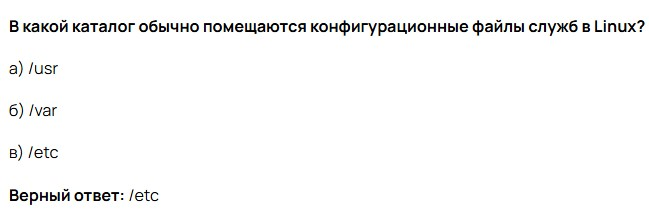 В какой каталог обычно помещаются конфигурационные файлы служб в Linux?
а) /usr
б) /var
в) /etc
Верный ответ: /etc